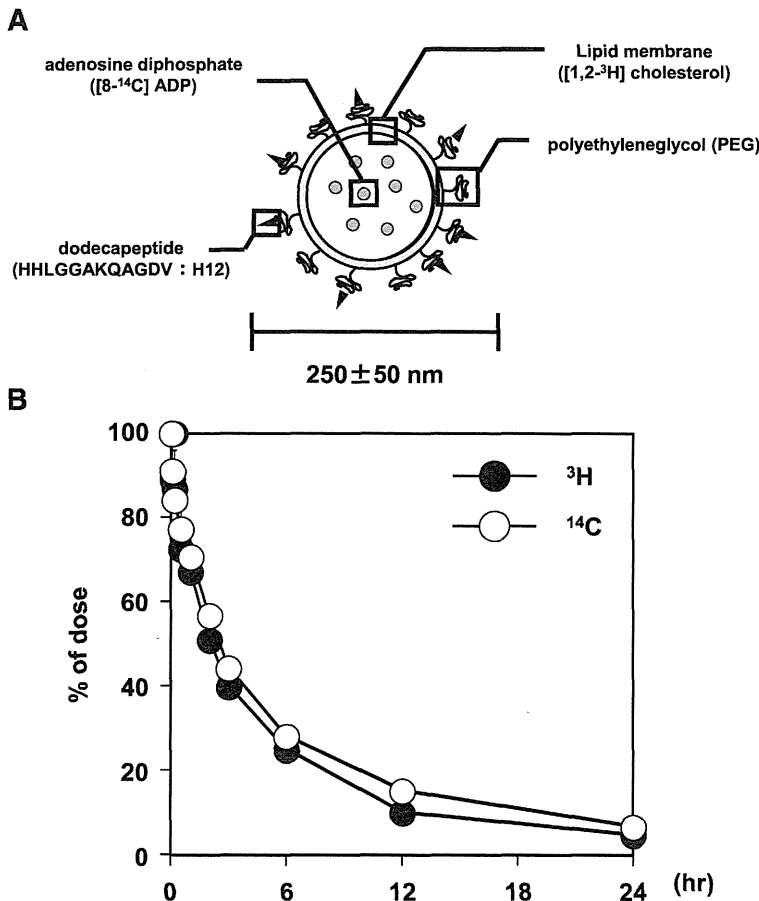 A
adenosine diphosphate
([8-¹⁴C] ADP)
Lipid membrane
([1,2-³H] cholesterol)
polyethyleneglycol (PEG)
dodecapeptide
(HHLGGAKQAGDV : H12)
250±50 nm
B
100
80
60
40
20
0
% of dose
³H
¹⁴C
0 6 12 18 24 (hr)